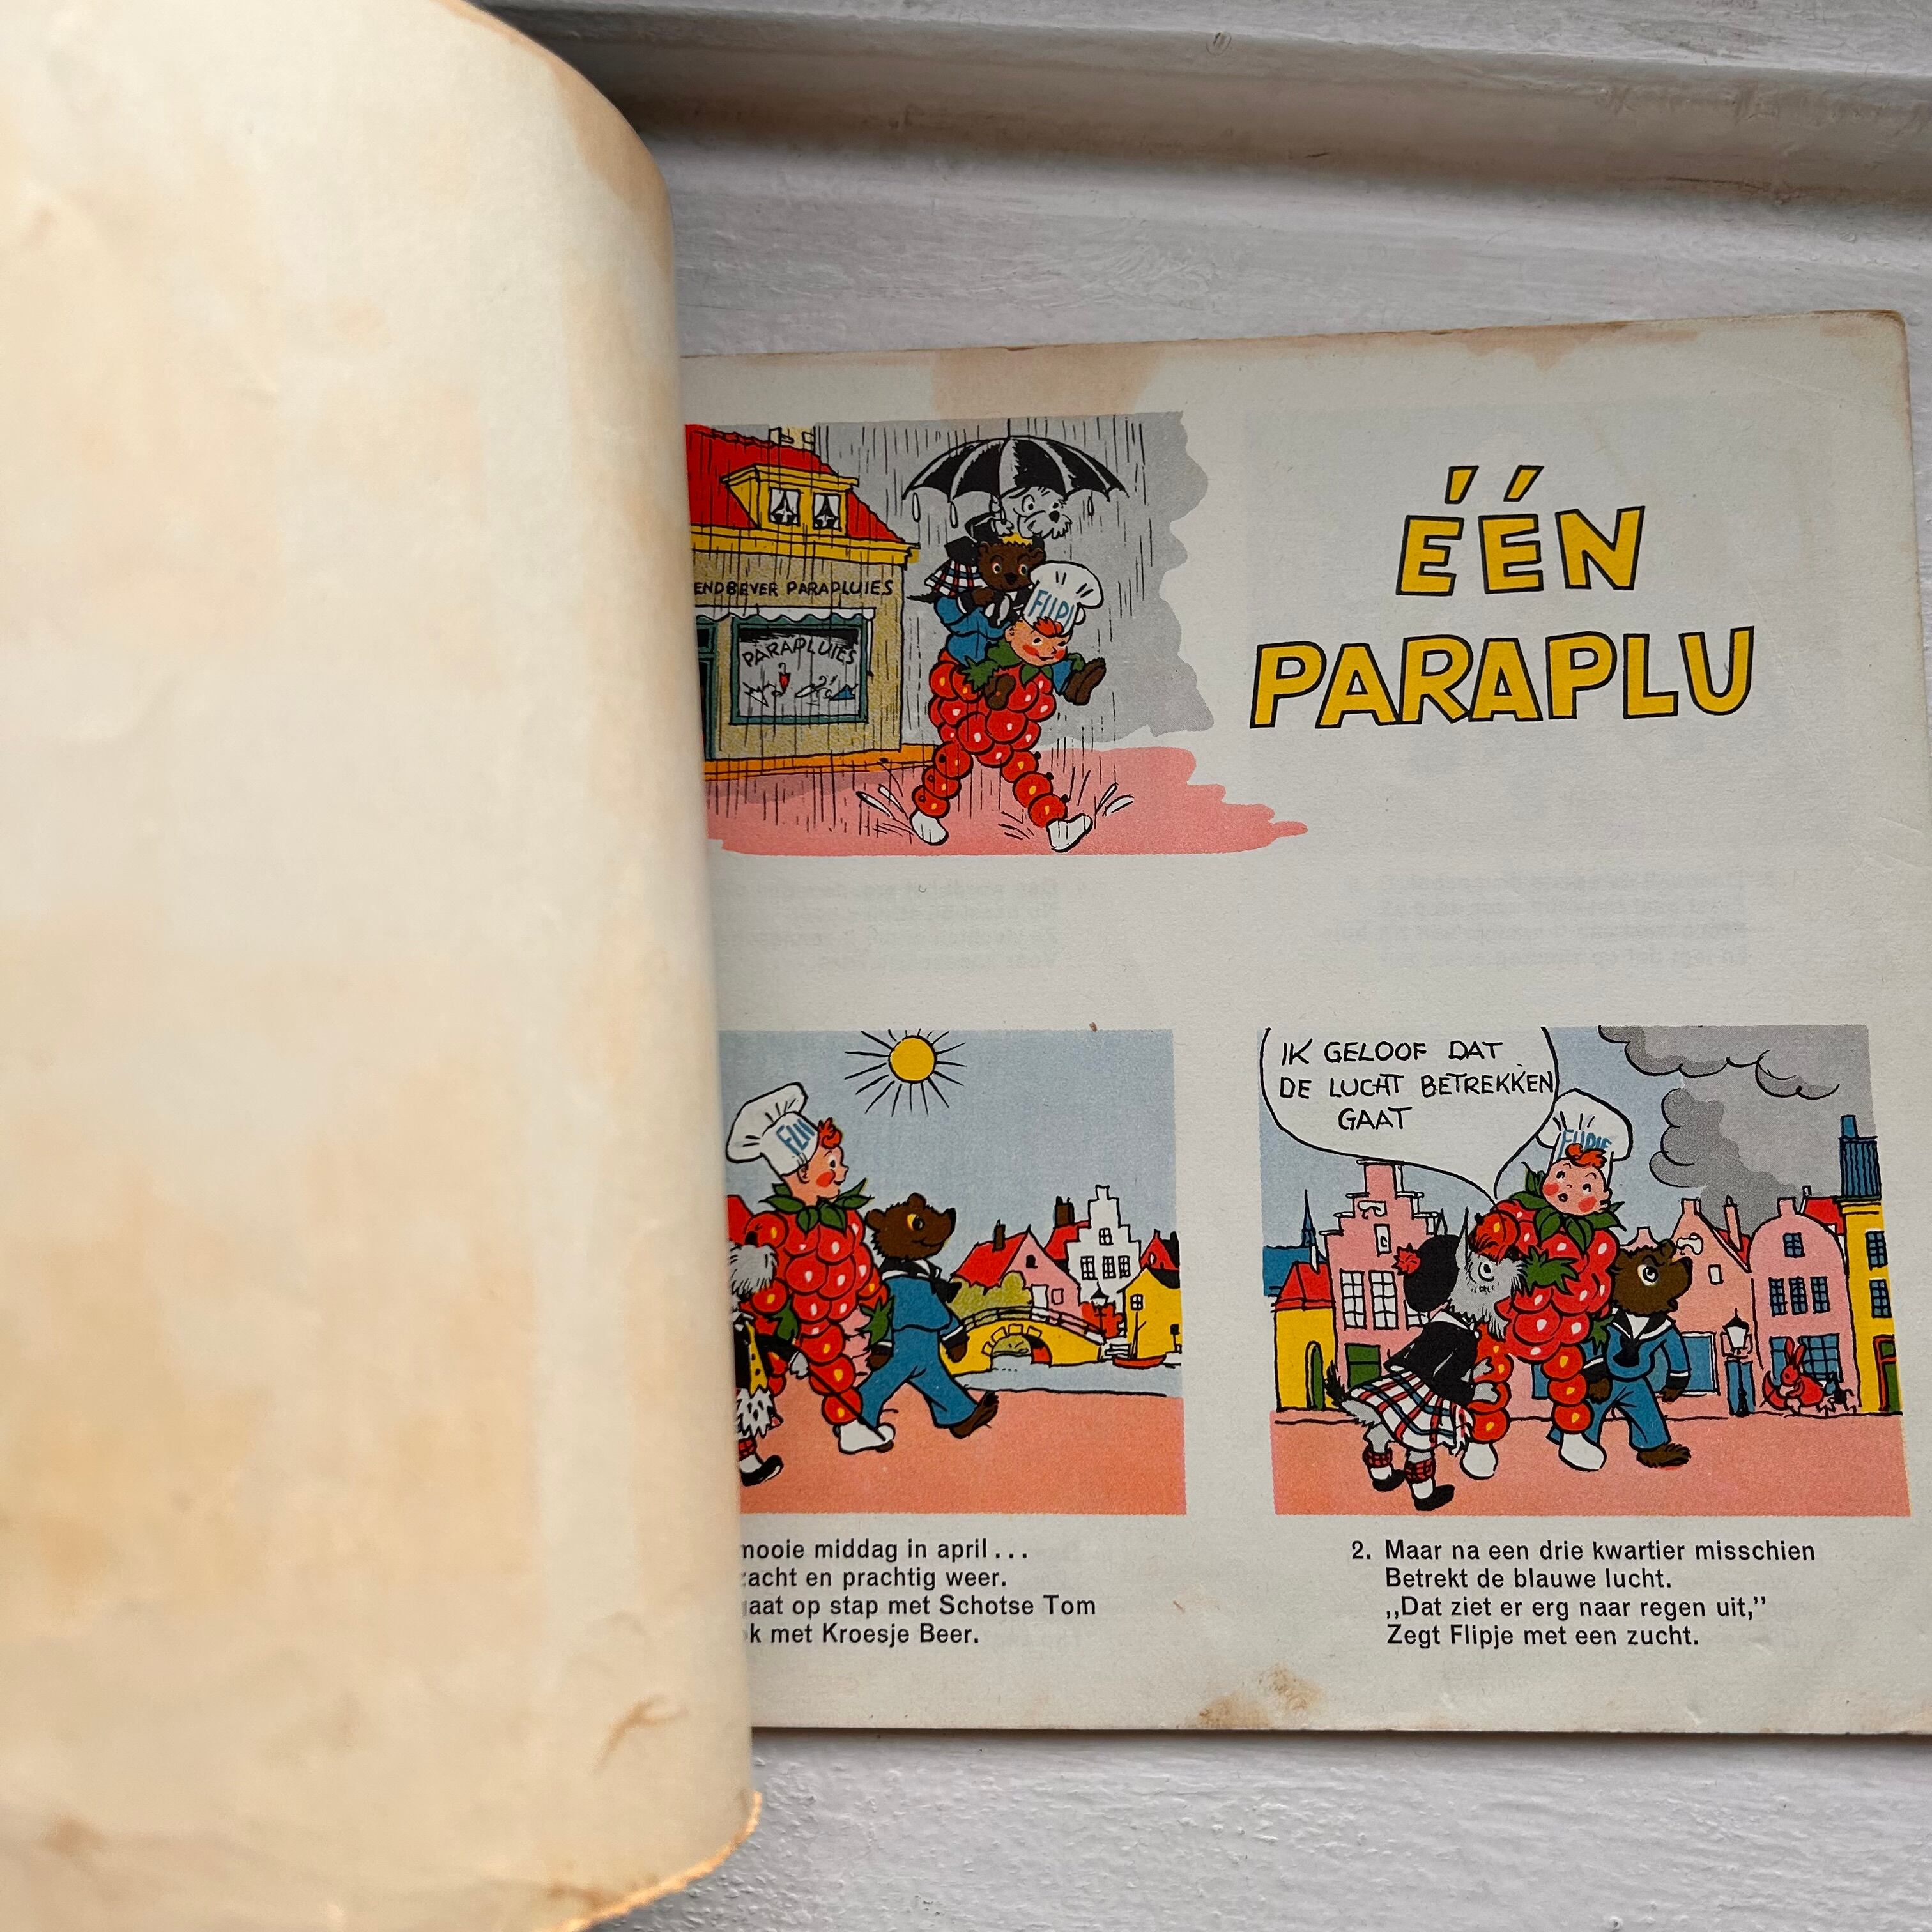 ÉÉN
PARAPLU
PARAPLUIES
PARAPLUIES
FLIPJE
IK GELOOF DAT
DE LUCHT BETREKKEN
GAAT
FLIPJE
mooie middag in april...
zacht en prachtig weer.
gaat op stap met Schotse Tom
met Kroesje Beer.
2. Maar na een drie kwartier misschien
Betrekt de blauwe lucht.
„Dat ziet er erg naar regen uit,”
Zegt Flipje met een zucht.